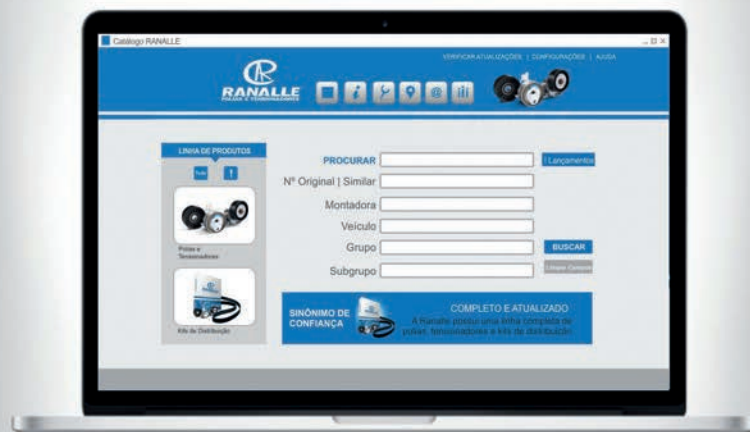 Catálogo RANALLE
VERIFICAR ATUALIZAÇÕES | CONFIGURAÇÕES | AJUDA
RANALLE
POLIAS E TENSIONADORES
LINHA DE PRODUTOS
Tudo
PROCURAR
! Lançamentos
Nº Original | Similar
Montadora
Veículo
Grupo
BUSCAR
Subgrupo
Limpar Campos
Polias e
Tensionadores
Kits de Distribuição
SINÔNIMO DE
CONFIANÇA
COMPLETO E ATUALIZADO
A Ranalle possui uma linha completa de
polias, tensionadores e kits de distribuição